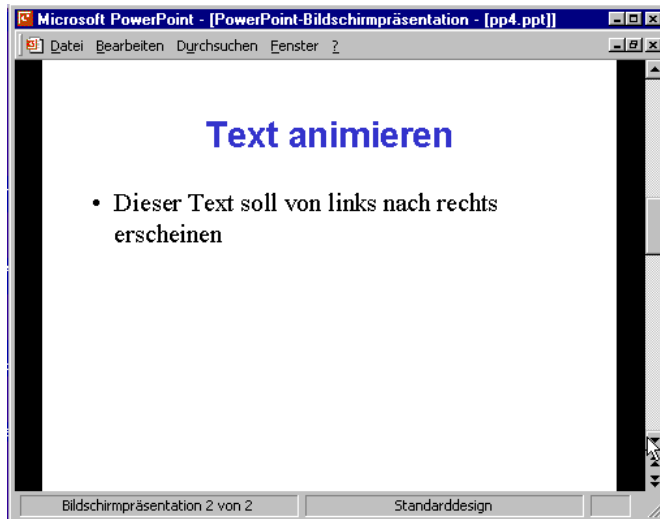 Microsoft PowerPoint - [PowerPoint-Bildschirmpräsentation - [pp4.ppt]]
Datei Bearbeiten Durchsuchen Fenster ?
Text animieren
• Dieser Text soll von links nach rechts
erscheinen
Bildschirmpräsentation 2 von 2 Standarddesign